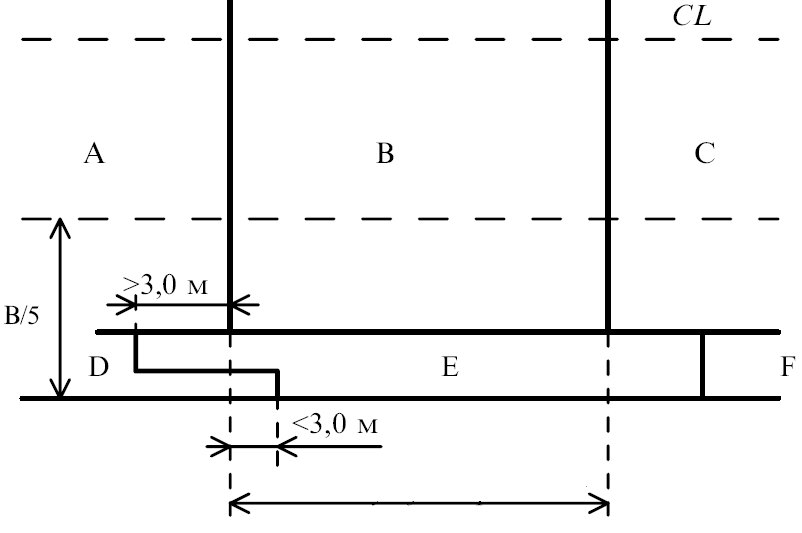 CL
A B C
>3,0 м
B/5
D E F
<3,0 м